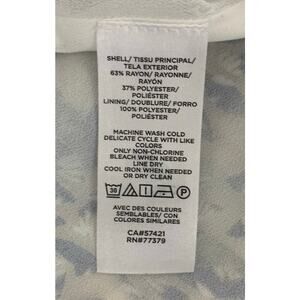 SHELL/ TISSU PRINCIPAL/
TELA EXTERIOR
63% RAYON/ RAYONNE/
RAYÓN
37% POLYESTER/
POLIÉSTER
LINING/ DOUBLURE/ FORRO
100% POLYESTER/
POLIÉSTER
MACHINE WASH COLD
DELICATE CYCLE WITH LIKE
COLORS
ONLY NON-CHLORINE
BLEACH WHEN NEEDED
LINE DRY
COOL IRON WHEN NEEDED
OR DRY CLEAN
30 P
AVEC DES COULEURS
SEMBLABLES/ CON
COLORES SIMILARES
CA#57421
RN#77379